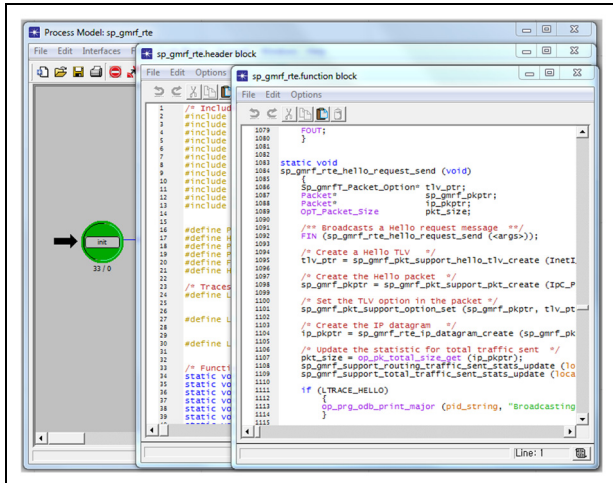 Process Model: sp_gmrf_rte
File Edit Interfaces
init
33 / 0
sp_gmrf_rte.header block
File Edit Options
1 /* Includ
2 #include
3 #include
4 #include
5 #include
6 #include
7 #include
8 #include
9 #include
10 #include
11 #include
12 #include
13 #include
14
15
16 #define P
17 #define H
18 #define P
19 #define P
20 #define P
21 #define H
22
23 /* Traces
24 #define L
25
26
27 #define L
28
29
30 #define L
31
32
33 /* Functi
34 static vo
35 static vo
36 static vo
37 static vo
38 static vo
39 static vo
sp_gmrf_rte.function block
File Edit Options
1079 FOUT;
1080 }
1081
1082
1083 static void
1084 sp_gmrf_rte_hello_request_send (void)
1085 {
1086 Sp_gmrfT_Packet_Option* tlv_ptr;
1087 Packet* sp_gmrf_pkptr;
1088 Packet* ip_pkptr;
1089 OpT_Packet_Size pkt_size;
1090
1091 /** Broadcasts a Hello request message **/
1092 FIN (sp_gmrf_rte_hello_request_send (<args>));
1093
1094 /* Create a Hello TLV */
1095 tlv_ptr = sp_gmrf_pkt_support_hello_tlv_create (InetI
1096
1097 /* Create the Hello packet */
1098 sp_gmrf_pkptr = sp_gmrf_pkt_support_pkt_create (Ipc_P
1099
1100 /* Set the TLV option in the packet */
1101 sp_gmrf_pkt_support_option_set (sp_gmrf_pkptr, tlv_pt
1102
1103 /* Create the IP datagram */
1104 ip_pkptr = sp_gmrf_rte_ip_datagram_create (sp_gmrf_pk
1105
1106 /* Update the statistic for total traffic sent */
1107 pkt_size = op_pk_total_size_get (ip_pkptr);
1108 sp_gmrf_support_routing_traffic_sent_stats_update (lo
1109 sp_gmrf_support_total_traffic_sent_stats_update (loca
1110
1111 if (LTRACE_HELLO)
1112 {
1113 op_prg_odb_print_major (pid_string, "Broadcasting
1114 }
1115
Line: 1